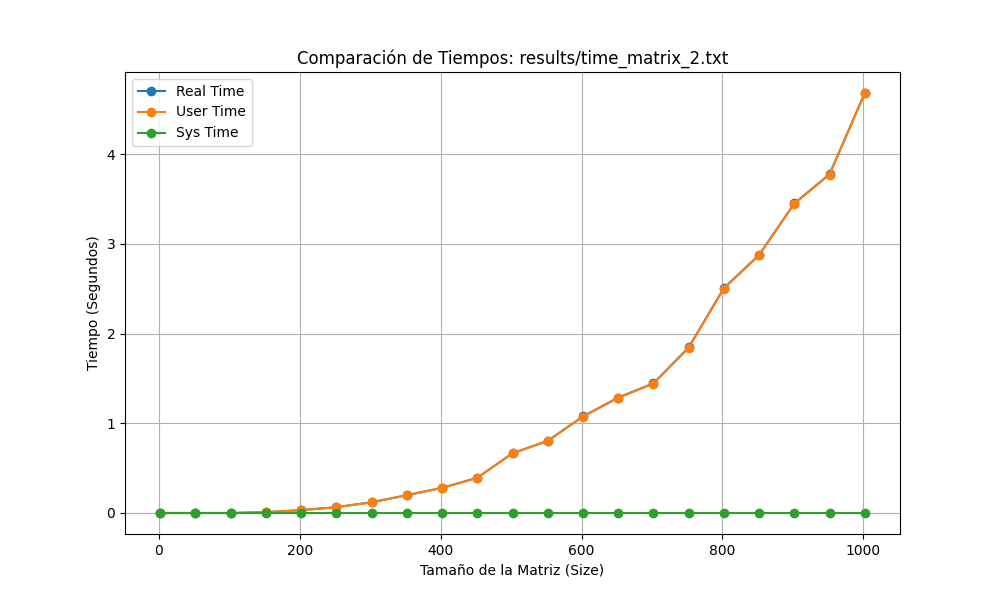 Comparación de Tiempos: results/time_matrix_2.txt
Real Time
User Time
Sys Time
4
3
2
1
0
Tiempo (Segundos)
0 200 400 600 800 1000
Tamaño de la Matriz (Size)